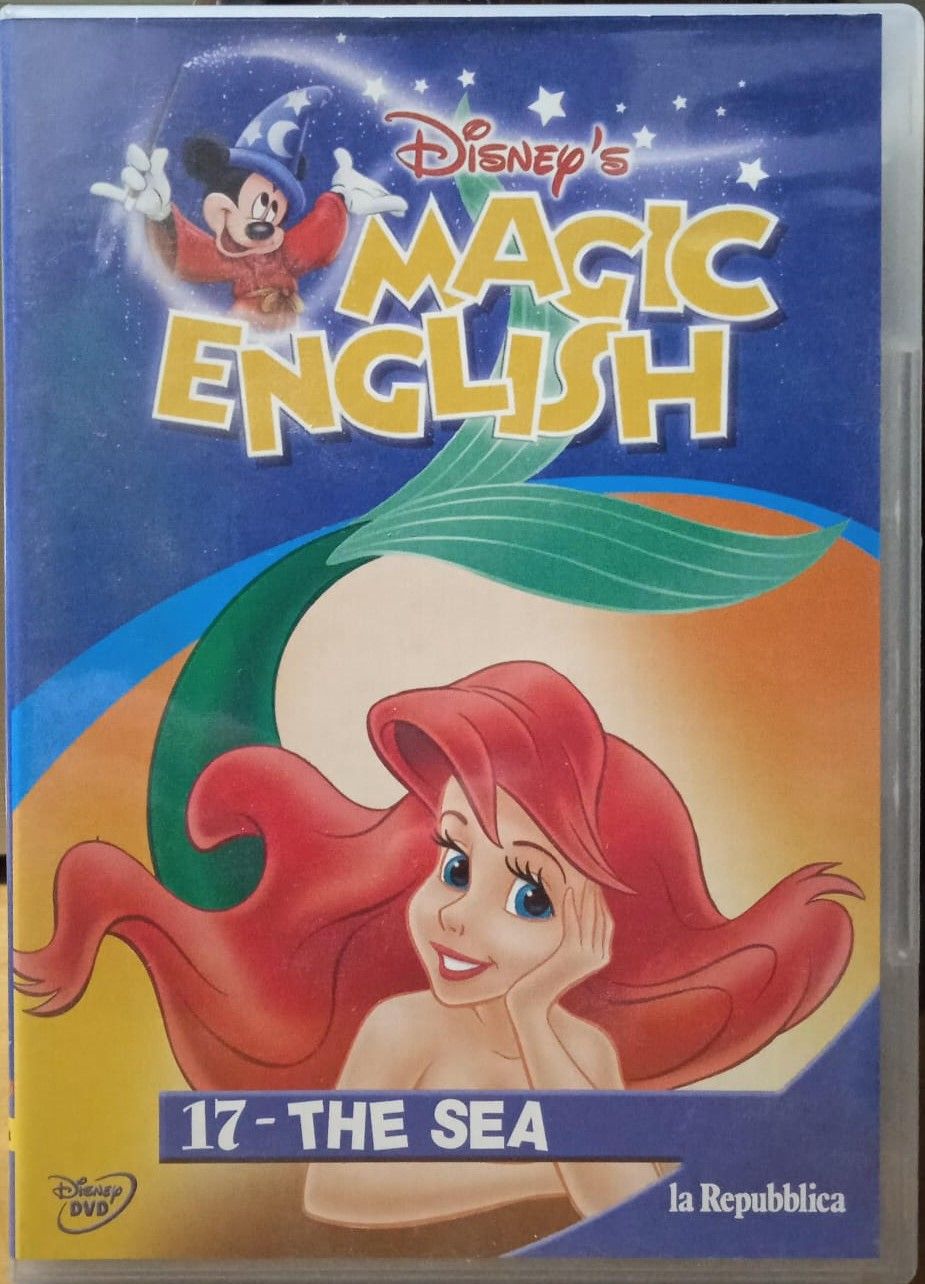 DISNEY'S
MAGIC
ENGLISH
17 - THE SEA
DISNEY
DVD
la Repubblica